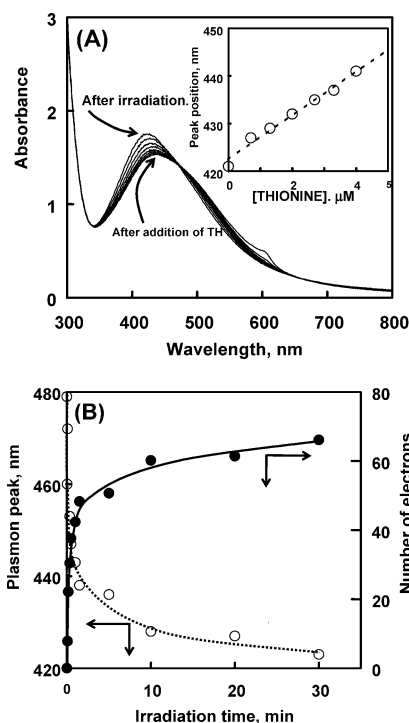 (A)
3
2
1
0
Absorbance
After irradiation.
After addition of TH
300 400 500 600 700 800
Wavelength, nm
450
440
430
420
Peak position, nm
0 2 4 5
[THIONINE]. μM
(B)
480
460
440
420
Plasmon peak, nm
80
60
40
20
0
Number of electrons
0 10 20 30
Irradiation time, min